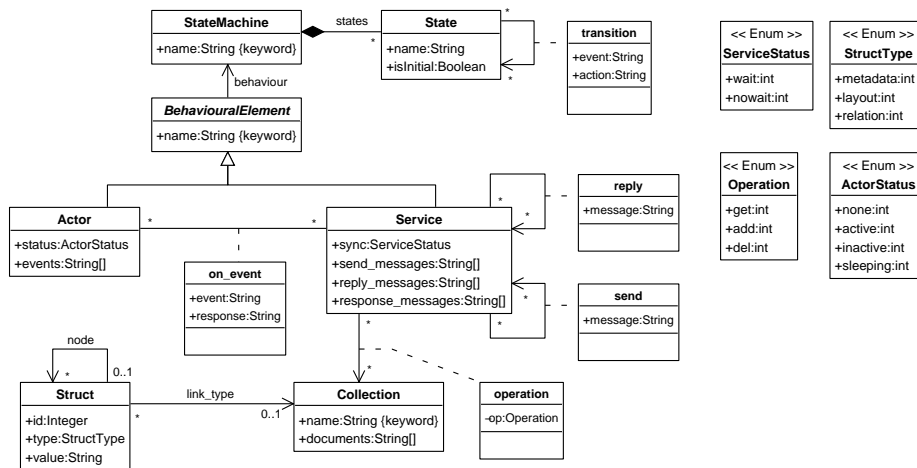 StateMachine
+name:String {keyword}
states
*
State
+name:String
+isInitial:Boolean
*
*
transition
+event:String
+action:String
<< Enum >>
ServiceStatus
+wait:int
+nowait:int
<< Enum >>
StructType
+metadata:int
+layout:int
+relation:int
behaviour
BehaviouralElement
+name:String {keyword}
<< Enum >>
Operation
+get:int
+add:int
+del:int
<< Enum >>
ActorStatus
+none:int
+active:int
+inactive:int
+sleeping:int
Actor
+status:ActorStatus
+events:String[]
*
*
on_event
+event:String
+response:String
Service
+sync:ServiceStatus
+send_messages:String[]
+reply_messages:String[]
+response_messages:String[]
*
*
reply
+message:String
*
*
send
+message:String
node
*
0..1
Struct
+id:Integer
+type:StructType
+value:String
*
link_type
0..1
*
*
Collection
+name:String {keyword}
+documents:String[]
operation
-op:Operation